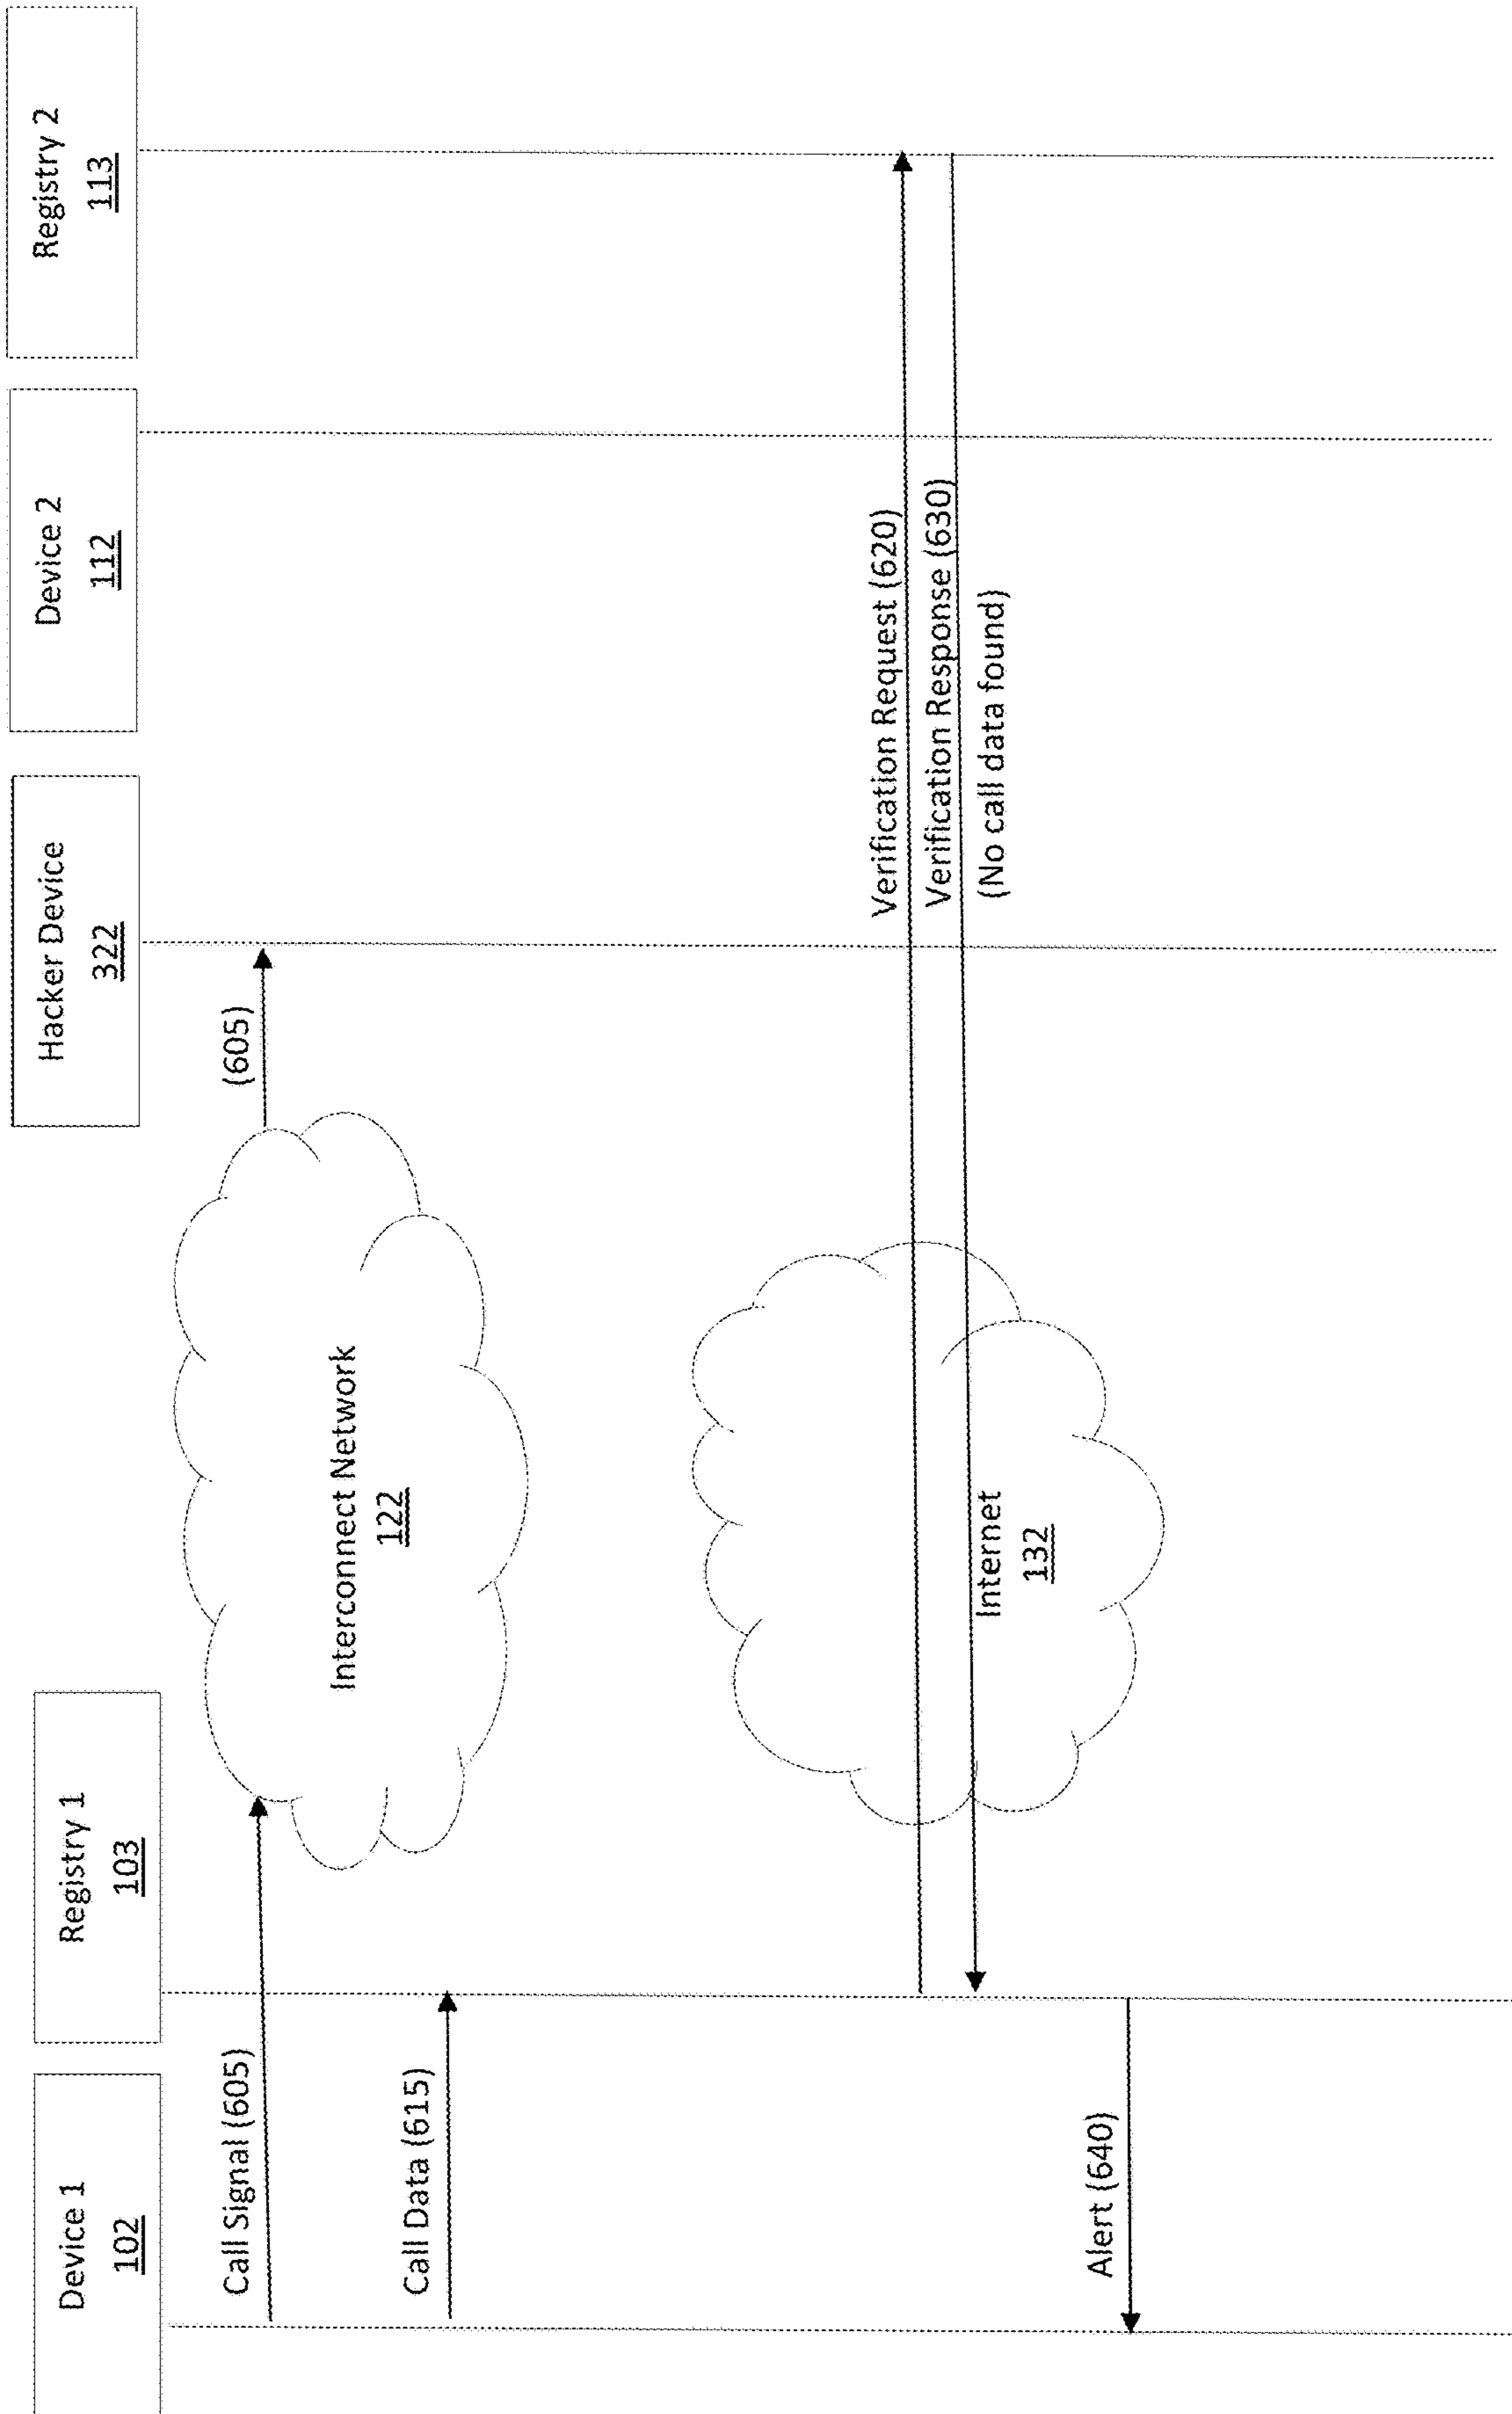 Device 1
102
Registry 1
103
Hacker Device
322
Device 2
112
Registry 2
113
Call Signal (605)
(605)
Interconnect Network
122
Call Data (615)
Verification Request (620)
Verification Response (630)
(No call data found)
Internet
132
Alert (640)